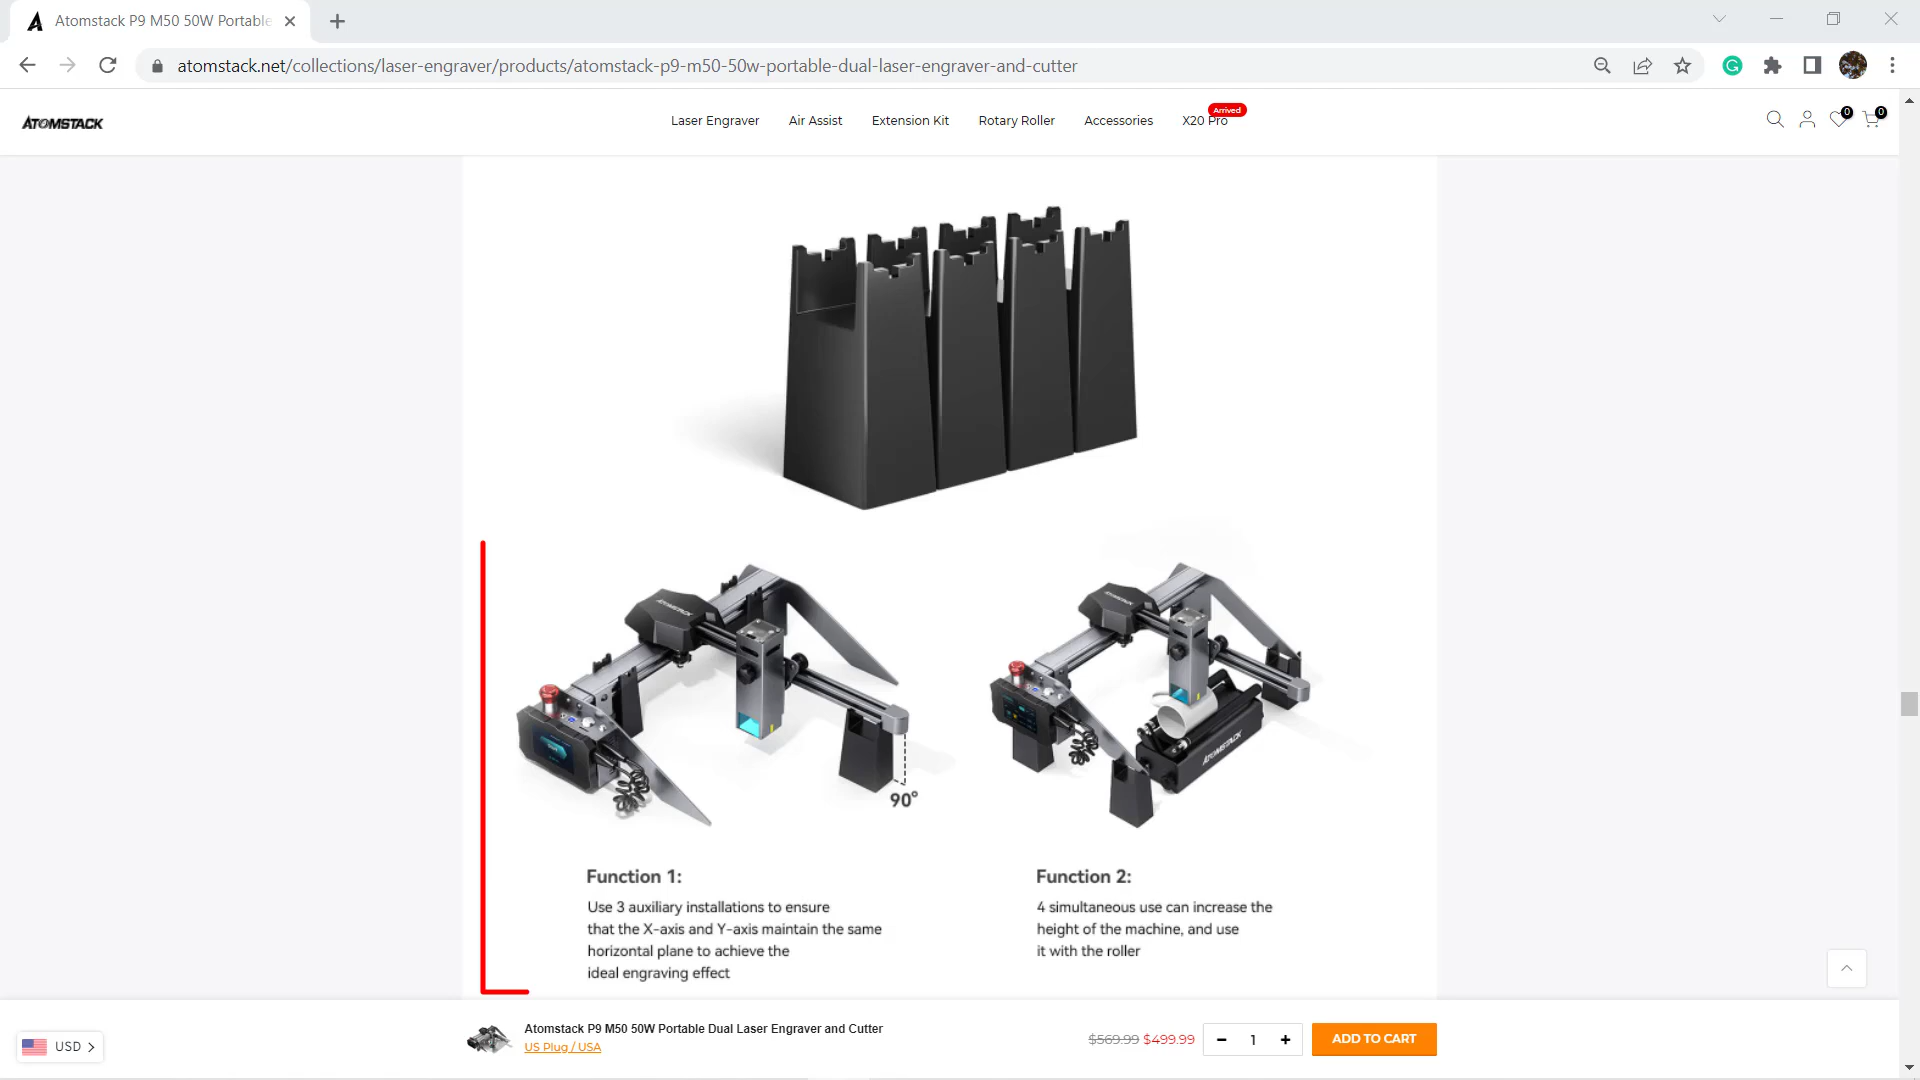 Atomstack P9 M50 50W Portable
atomstack.net/collections/laser-engraver/products/atomstack-p9-m50-50w-portable-dual-laser-engraver-and-cutter
ATOMSTACK
Laser Engraver
Air Assist
Extension Kit
Rotary Roller
Accessories
X20 Pro
Arrived
0
0
ATOMSTACK
ATOMSTACK
ATOMSTACK
90°
Function 1:
Use 3 auxiliary installations to ensure
that the X-axis and Y-axis maintain the same
horizontal plane to achieve the
ideal engraving effect
Function 2:
4 simultaneous use can increase the
height of the machine, and use
it with the roller
USD
Atomstack P9 M50 50W Portable Dual Laser Engraver and Cutter
US Plug / USA
$569.99 $499.99
1
ADD TO CART